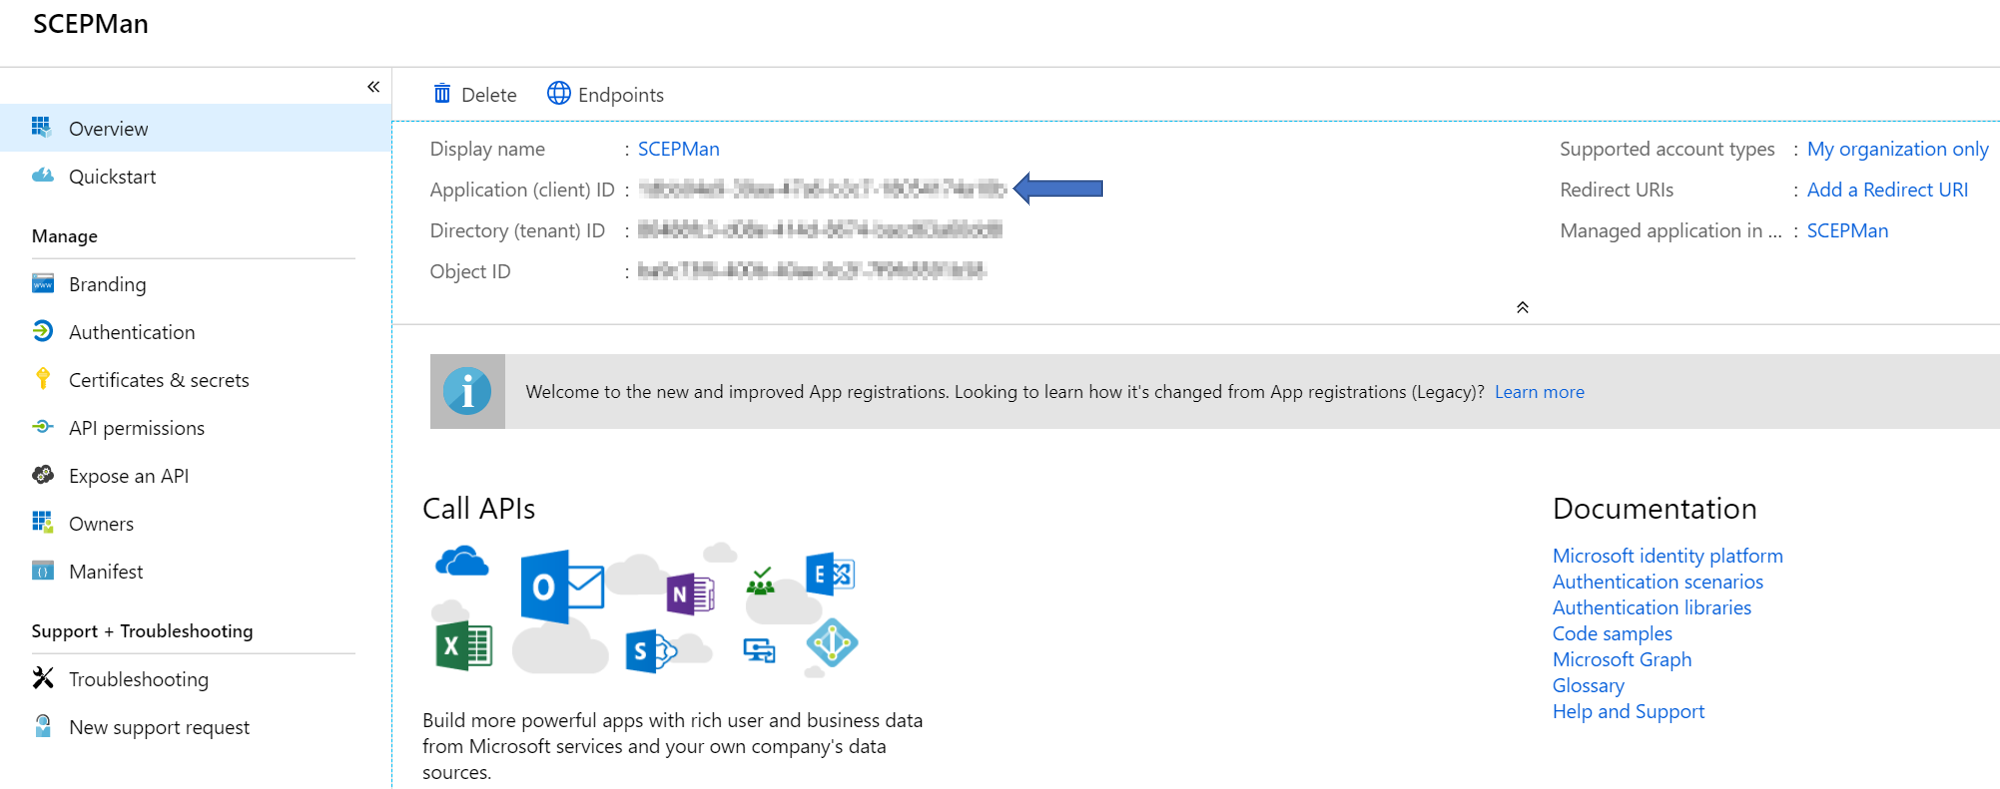 SCEPMan
«
Delete
Endpoints
Overview
Quickstart
Manage
Branding
Authentication
Certificates & secrets
API permissions
Expose an API
Owners
Manifest
Support + Troubleshooting
Troubleshooting
New support request
Display name : SCEPMan
Application (client) ID :
Directory (tenant) ID :
Object ID :
Supported account types : My organization only
Redirect URIs : Add a Redirect URI
Managed application in ... : SCEPMan
Welcome to the new and improved App registrations. Looking to learn how it's changed from App registrations (Legacy)? Learn more
Call APIs
Build more powerful apps with rich user and business data
from Microsoft services and your own company's data
sources.
Documentation
Microsoft identity platform
Authentication scenarios
Authentication libraries
Code samples
Microsoft Graph
Glossary
Help and Support